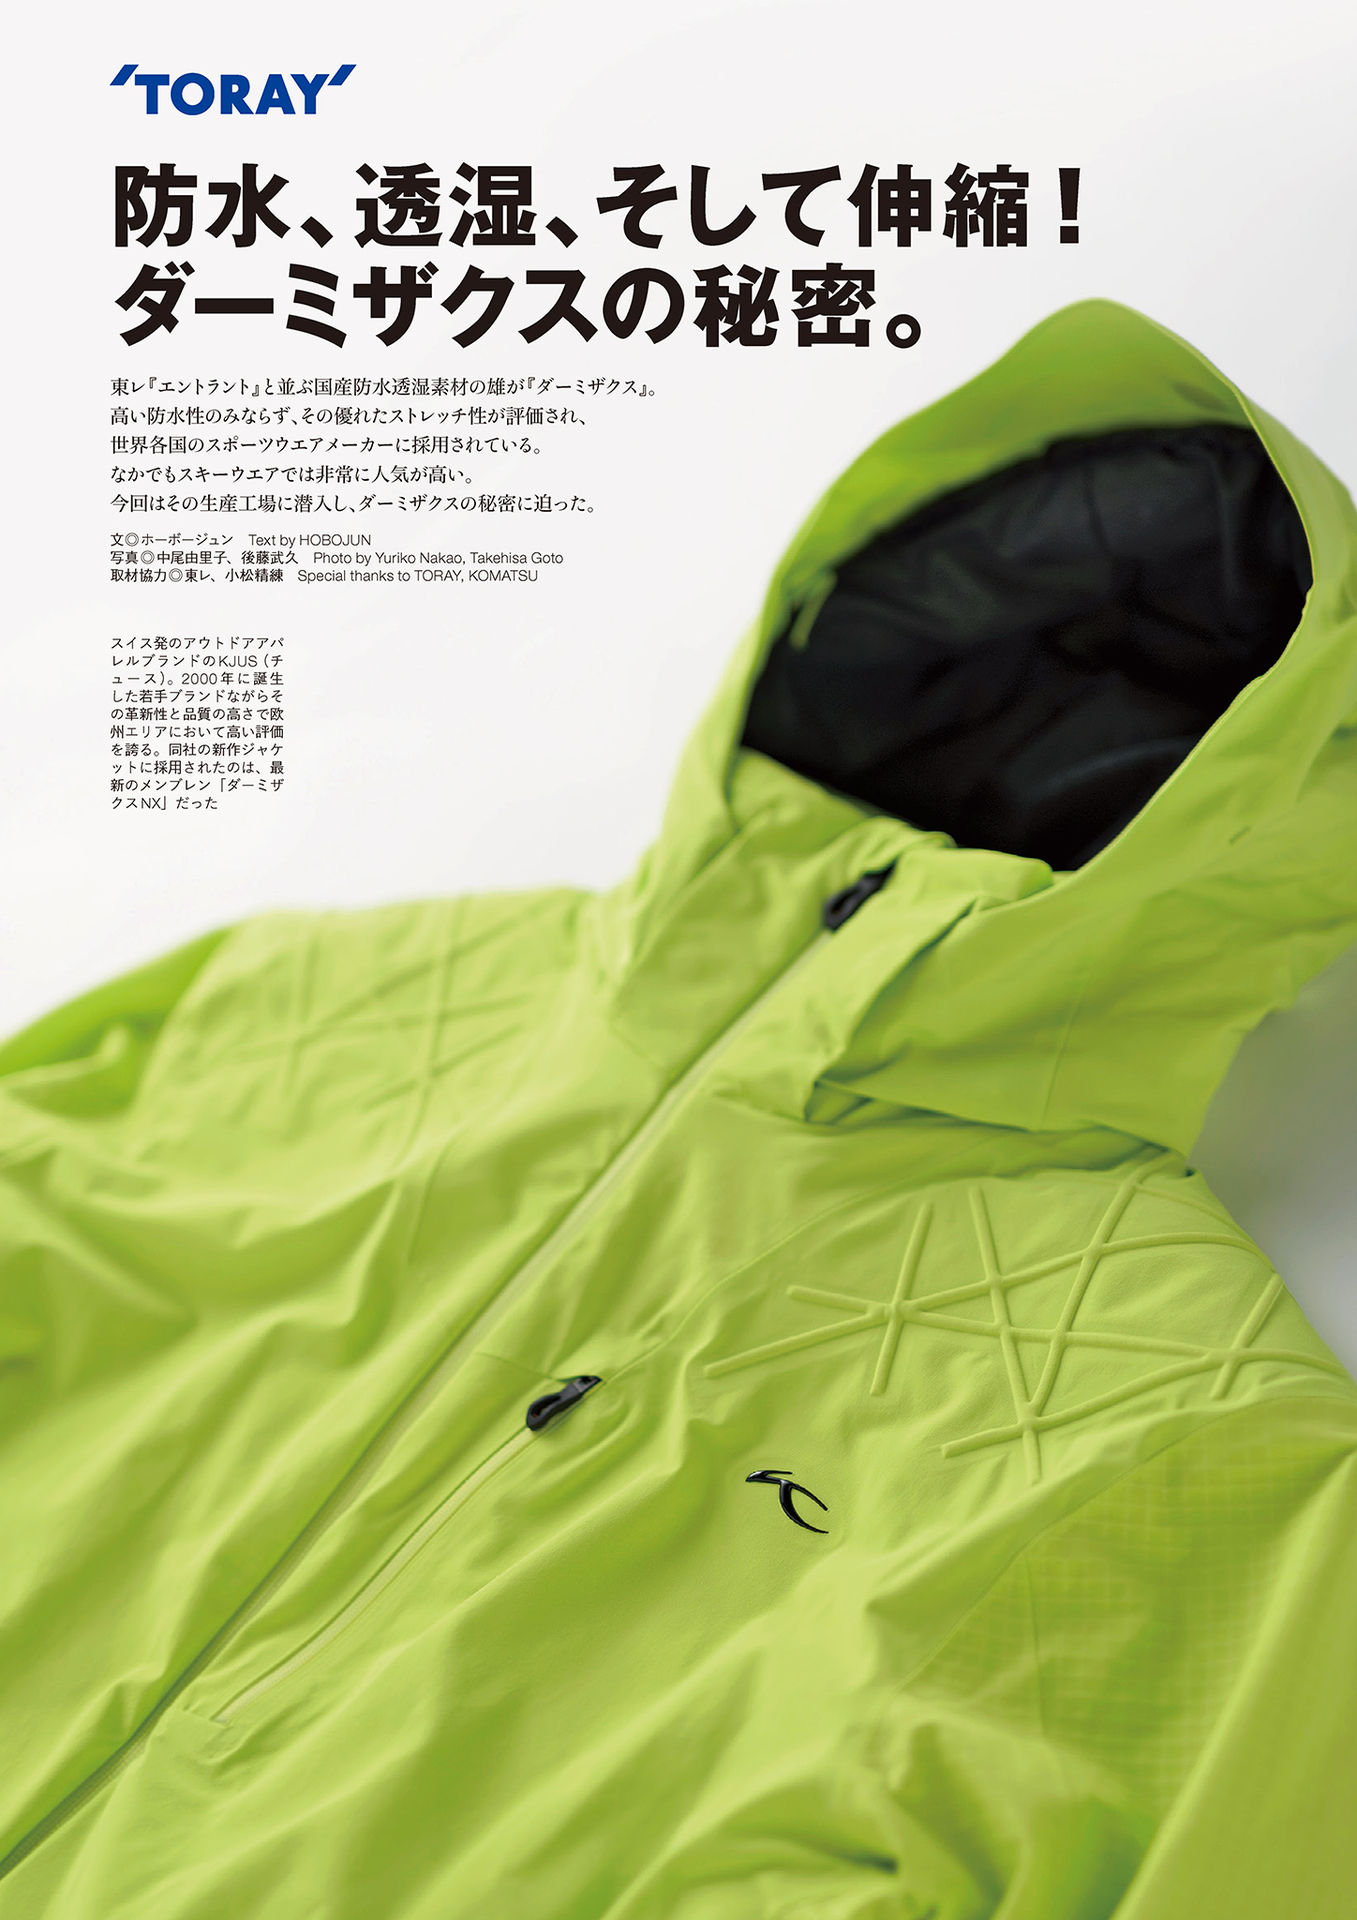 TORAY
防水、透湿、そして伸縮！
ダーミザクスの秘密。
東レ『エントラント』と並ぶ国産防水透湿素材の雄が『ダーミザクス』。
高い防水性のみならず、その優れたストレッチ性が評価され、
世界各国のスポーツウエアメーカーに採用されている。
なかでもスキーウエアでは非常に人気が高い。
今回はその生産工場に潜入し、ダーミザクスの秘密に迫った。
文◎ホーボージュン　Text by HOBOJUN
写真◎中尾由里子、後藤武久　Photo by Yuriko Nakao, Takehisa Goto
取材協力◎東レ、小松精練　Special thanks to TORAY, KOMATSU
スイス発のアウトドアアパ
レルブランドのKJUS（チ
ュース）。2000年に誕生
した若手ブランドながらそ
の革新性と品質の高さで欧
州エリアにおいて高い評価
を誇る。同社の新作ジャケ
ットに採用されたのは、最
新のメンブレン「ダーミザ
クスNX」だった